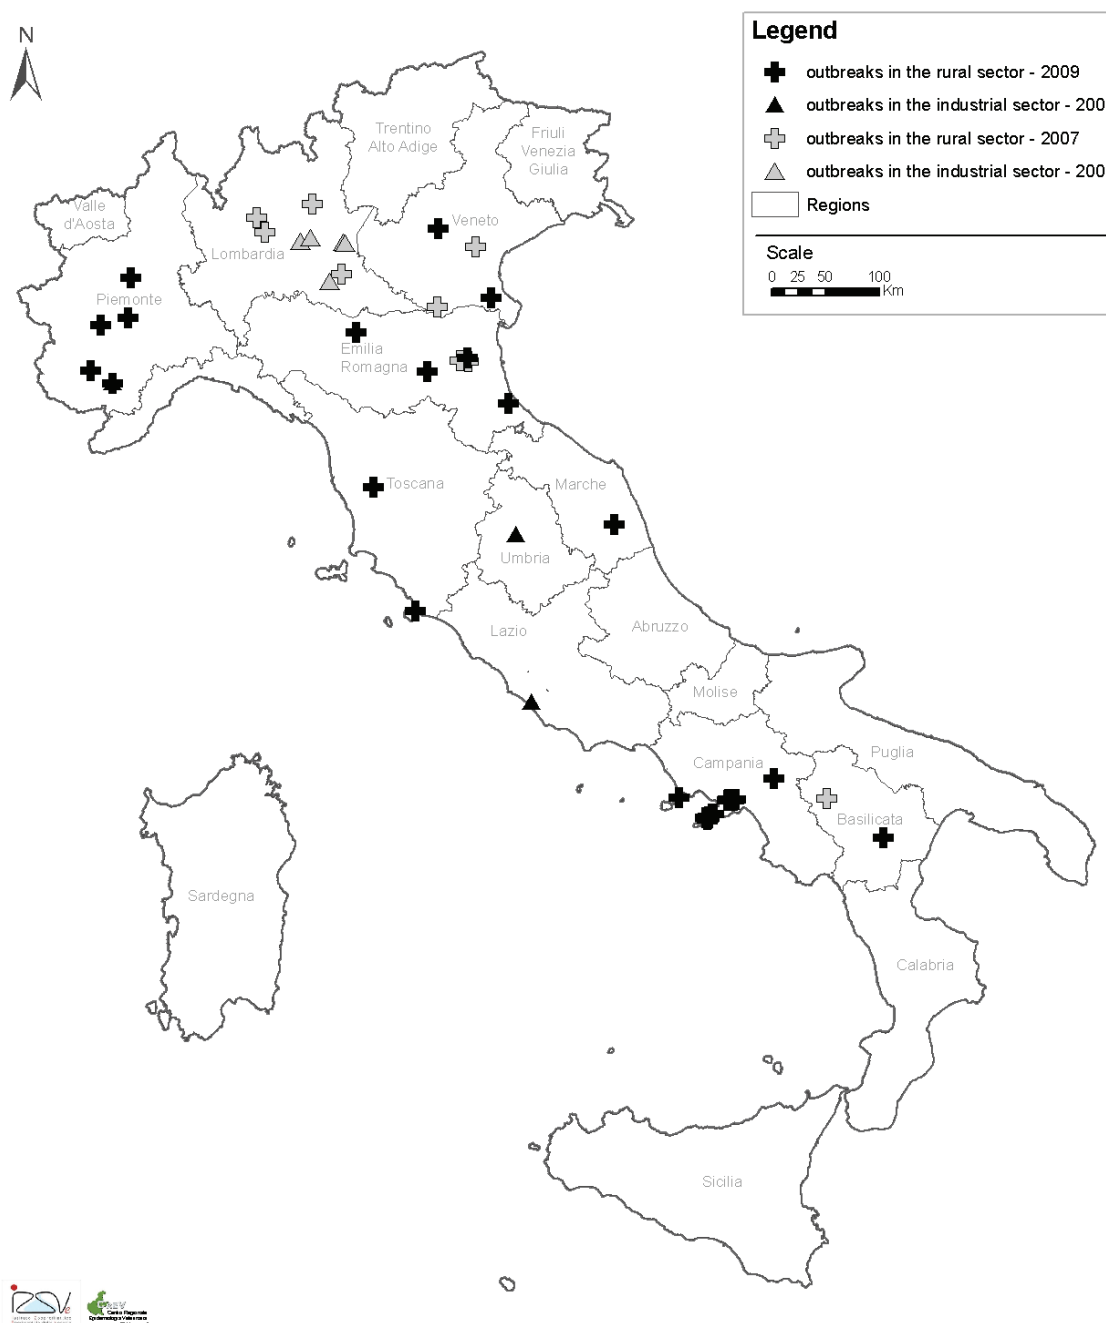 N
Legend
outbreaks in the rural sector - 2009
outbreaks in the industrial sector - 200
outbreaks in the rural sector - 2007
outbreaks in the industrial sector - 200
Regions
Scale
0 25 50 100
Km
Trentino
Alto Adige
Friuli
Venezia
Giulia
Valle
d'Aosta
Veneto
Lombardia
Piemonte
Emilia
Romagna
Toscana
Marche
Umbria
Lazio
Abruzzo
Molise
Campania
Puglia
Basilicata
Sardegna
Calabria
Sicilia
Centro Regionale